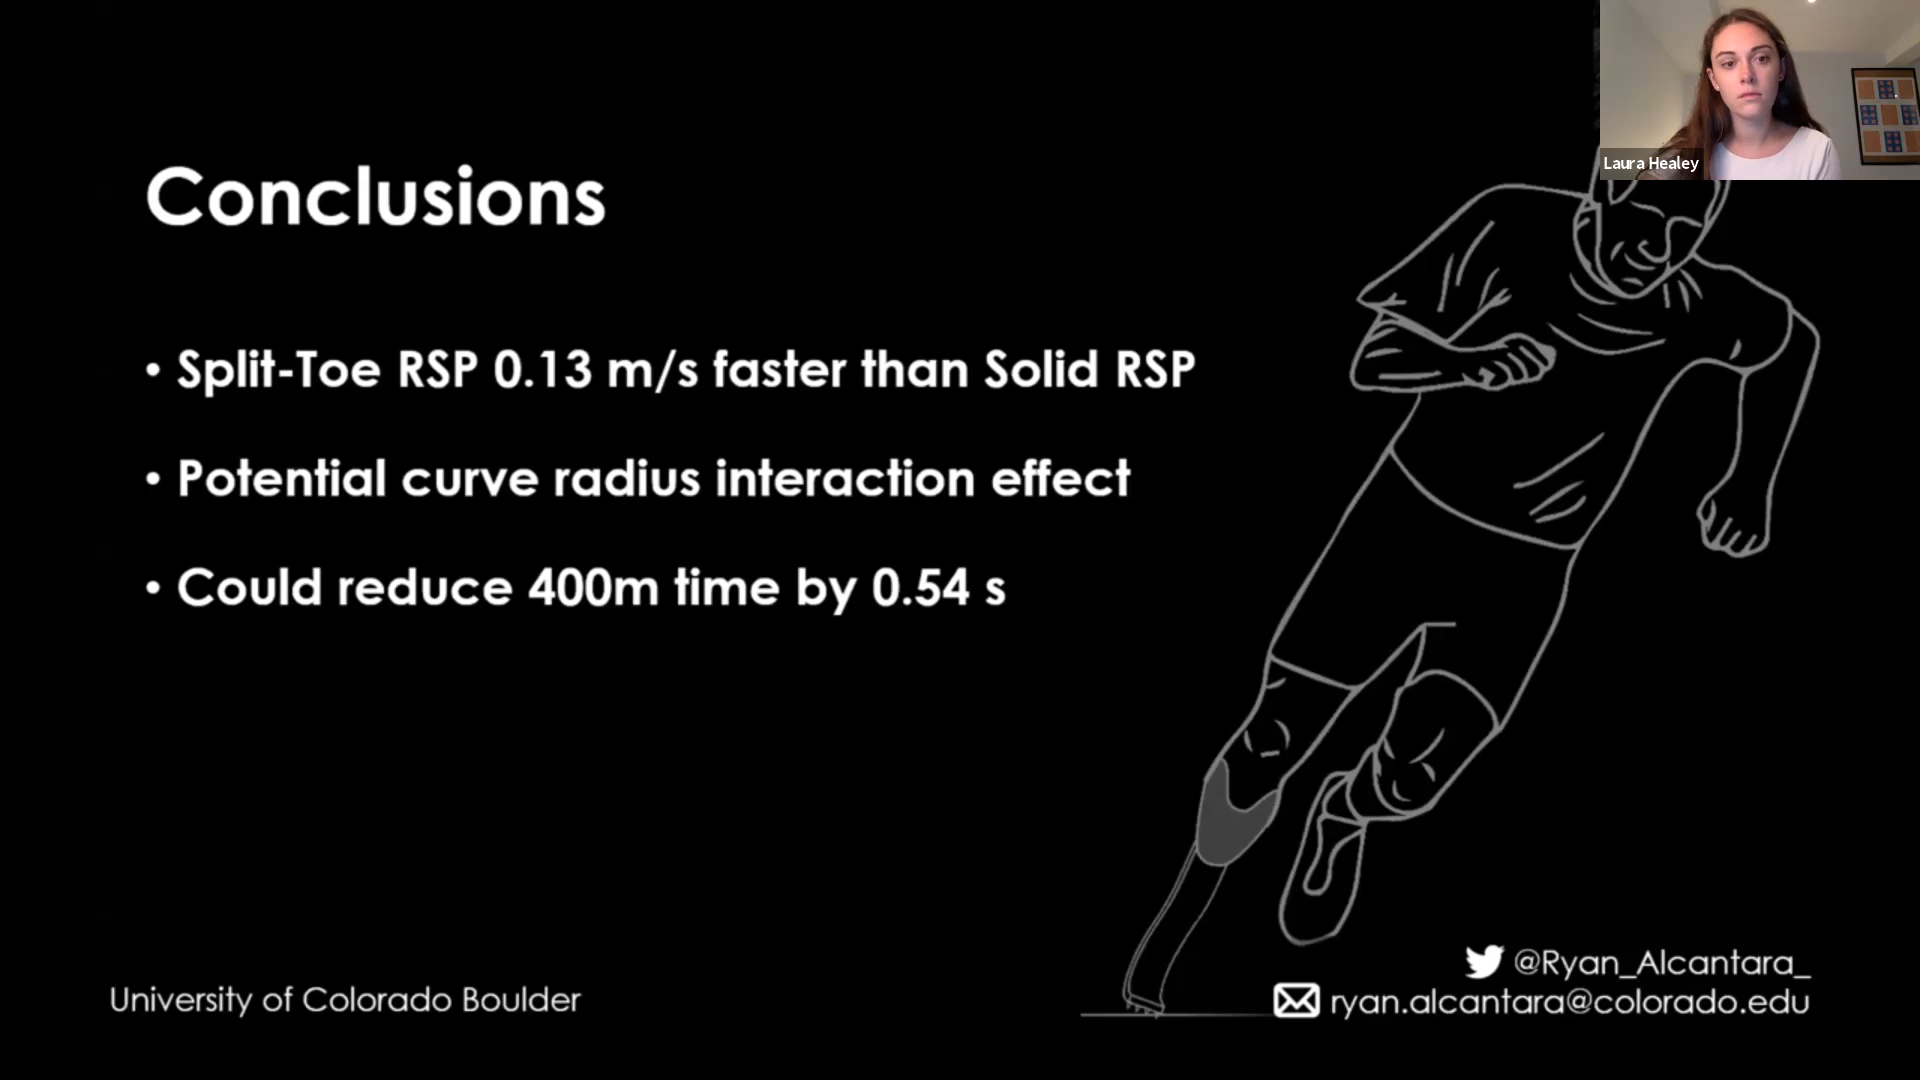 Laura Healey
Conclusions
• Split-Toe RSP 0.13 m/s faster than Solid RSP
• Potential curve radius interaction effect
• Could reduce 400m time by 0.54 s
@Ryan_Alcantara_
University of Colorado Boulder
ryan.alcantara@colorado.edu